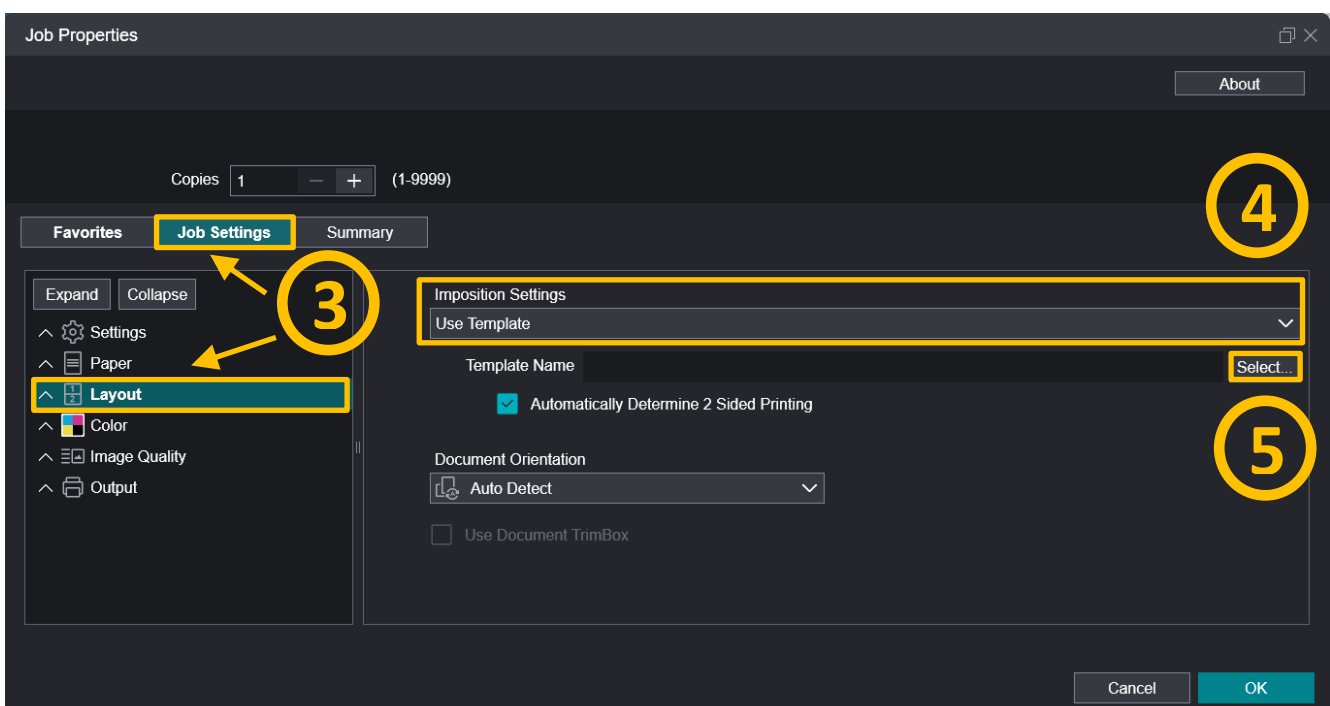 Job Properties
About
Copies 1 (1-9999)
4
Favorites Job Settings Summary
3
Expand Collapse
Settings
Paper
1
2
Layout
Color
Image Quality
Output
Imposition Settings
Use Template
Template Name Select...
Automatically Determine 2 Sided Printing
5
Document Orientation
Auto Detect
Use Document TrimBox
Cancel OK